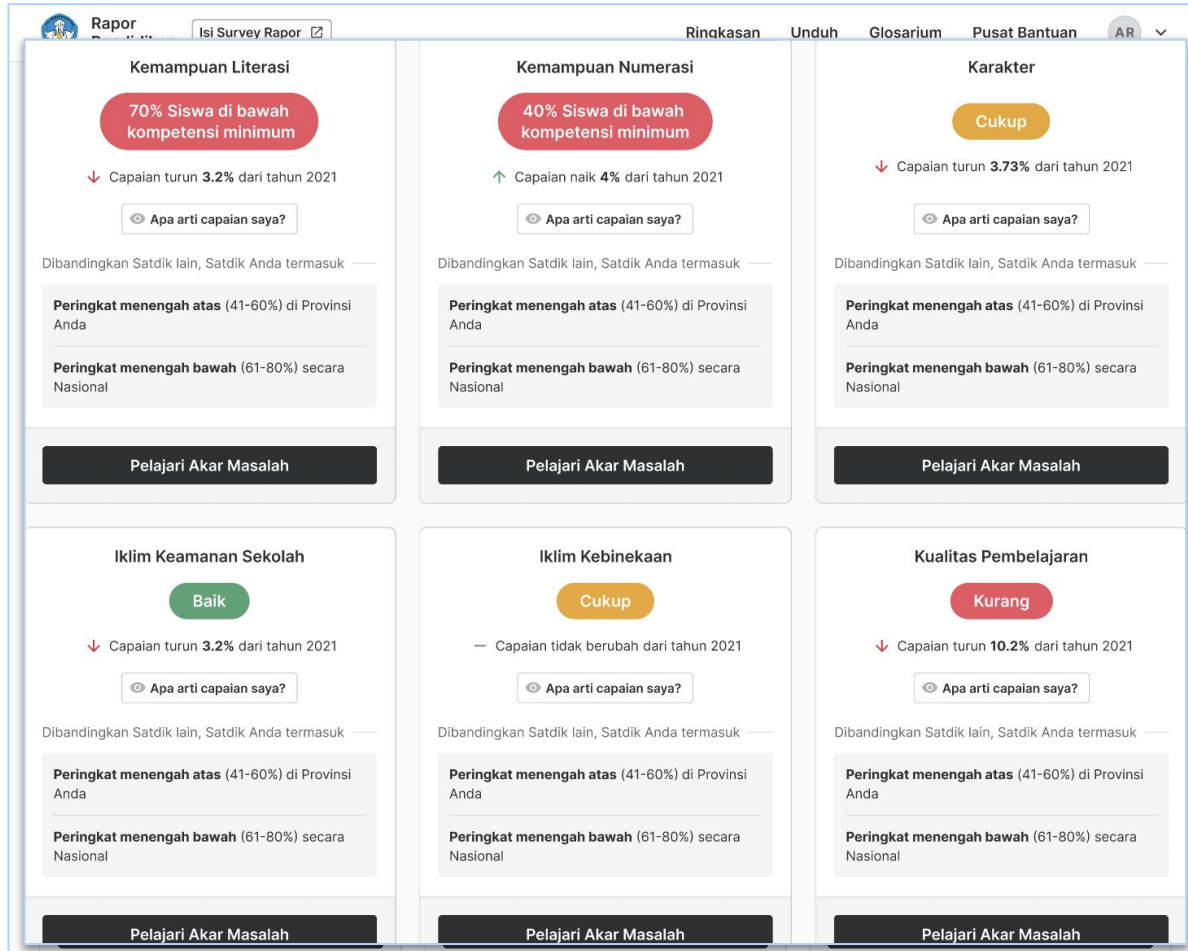 Rapor
Isi Survey Rapor
Ringkasan
Unduh
Glosarium
Pusat Bantuan
AR
Kemampuan Literasi
70% Siswa di bawah
kompetensi minimum
Capaian turun 3.2% dari tahun 2021
Apa arti capaian saya?
Dibandingkan Satdik lain, Satdik Anda termasuk
Peringkat menengah atas (41-60%) di Provinsi
Anda
Peringkat menengah bawah (61-80%) secara
Nasional
Pelajari Akar Masalah
Kemampuan Numerasi
40% Siswa di bawah
kompetensi minimum
Capaian naik 4% dari tahun 2021
Apa arti capaian saya?
Dibandingkan Satdik lain, Satdik Anda termasuk
Peringkat menengah atas (41-60%) di Provinsi
Anda
Peringkat menengah bawah (61-80%) secara
Nasional
Pelajari Akar Masalah
Karakter
Cukup
Capaian turun 3.73% dari tahun 2021
Apa arti capaian saya?
Dibandingkan Satdik lain, Satdik Anda termasuk
Peringkat menengah atas (41-60%) di Provinsi
Anda
Peringkat menengah bawah (61-80%) secara
Nasional
Pelajari Akar Masalah
Iklim Keamanan Sekolah
Baik
Capaian turun 3.2% dari tahun 2021
Apa arti capaian saya?
Dibandingkan Satdik lain, Satdik Anda termasuk
Peringkat menengah atas (41-60%) di Provinsi
Anda
Peringkat menengah bawah (61-80%) secara
Nasional
Pelajari Akar Masalah
Iklim Kebinekaan
Cukup
Capaian tidak berubah dari tahun 2021
Apa arti capaian saya?
Dibandingkan Satdik lain, Satdik Anda termasuk
Peringkat menengah atas (41-60%) di Provinsi
Anda
Peringkat menengah bawah (61-80%) secara
Nasional
Pelajari Akar Masalah
Kualitas Pembelajaran
Kurang
Capaian turun 10.2% dari tahun 2021
Apa arti capaian saya?
Dibandingkan Satdik lain, Satdik Anda termasuk
Peringkat menengah atas (41-60%) di Provinsi
Anda
Peringkat menengah bawah (61-80%) secara
Nasional
Pelajari Akar Masalah